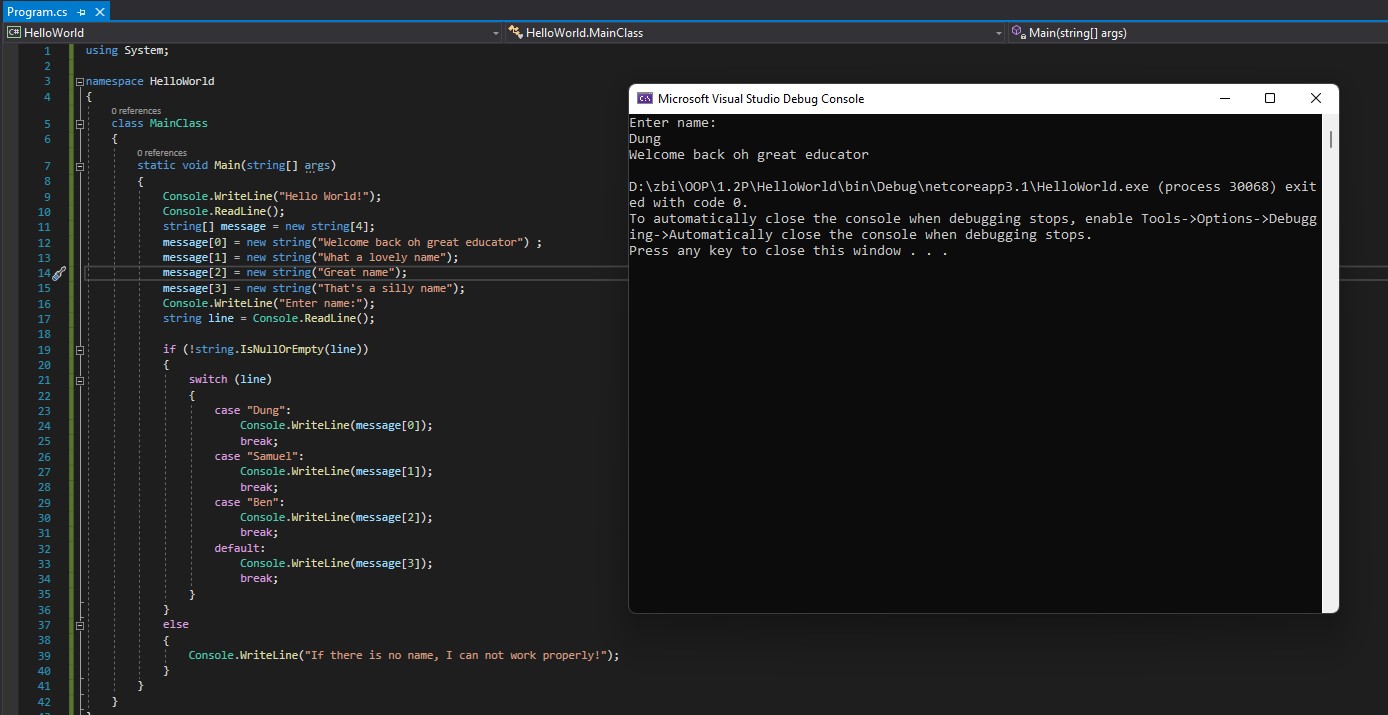 Program.cs
HelloWorld
HelloWorld.MainClass
Main(string[] args)
1 using System;
2
3 namespace HelloWorld
4 {
0 references
5 class MainClass
6 {
0 references
7 static void Main(string[] args)
8 {
9 Console.WriteLine("Hello World!");
10 Console.ReadLine();
11 string[] message = new string[4];
12 message[0] = new string("Welcome back oh great educator") ;
13 message[1] = new string("What a lovely name");
14 message[2] = new string("Great name");
15 message[3] = new string("That's a silly name");
16 Console.WriteLine("Enter name:");
17 string line = Console.ReadLine();
18
19 if (!string.IsNullOrEmpty(line))
20 {
21 switch (line)
22 {
23 case "Dung":
24 Console.WriteLine(message[0]);
25 break;
26 case "Samuel":
27 Console.WriteLine(message[1]);
28 break;
29 case "Ben":
30 Console.WriteLine(message[2]);
31 break;
32 default:
33 Console.WriteLine(message[3]);
34 break;
35 }
36 }
37 else
38 {
39 Console.WriteLine("If there is no name, I can not work properly!");
40 }
41 }
42 }
Microsoft Visual Studio Debug Console
Enter name:
Dung
Welcome back oh great educator
D:\zbi\OOP\1.2P\HelloWorld\bin\Debug\netcoreapp3.1\HelloWorld.exe (process 30068) exit
ed with code 0.
To automatically close the console when debugging stops, enable Tools->Options->Debugg
ing->Automatically close the console when debugging stops.
Press any key to close this window . . .